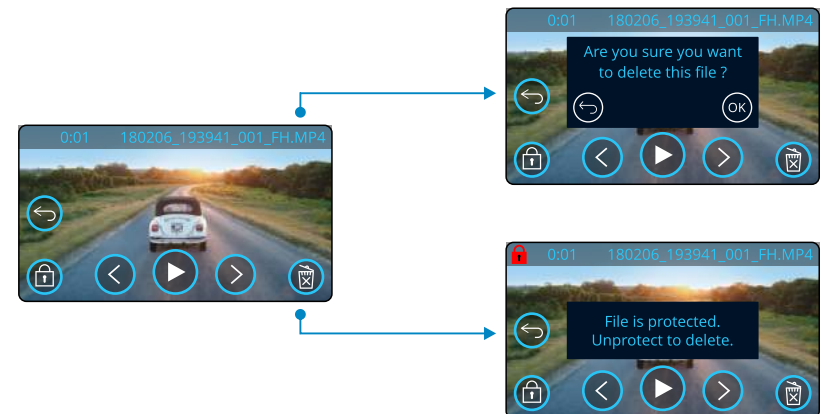 0:01 180206_193941_001_FH.MP4
0:01 180206_193941_001_FH.MP4
Are you sure you want
to delete this file ?
OK
0:01 180206_193941_001_FH.MP4
File is protected.
Unprotect to delete.